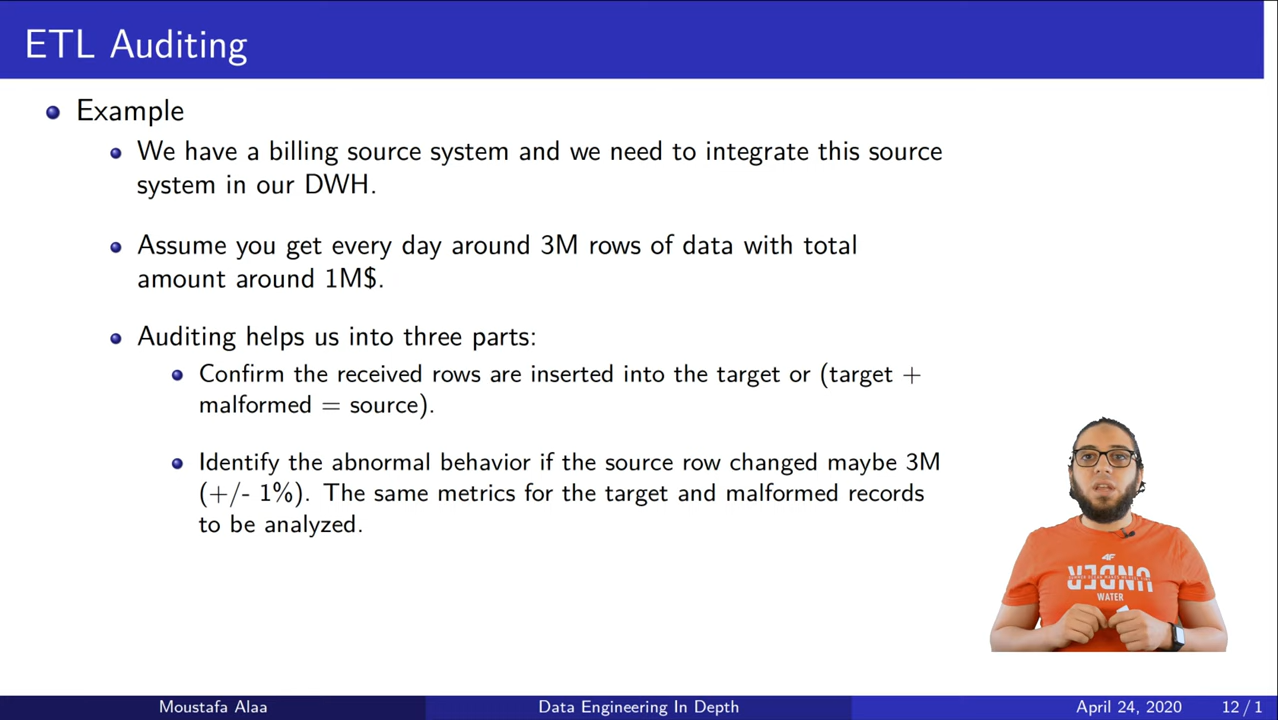 ETL Auditing
Example
We have a billing source system and we need to integrate this source
system in our DWH.
Assume you get every day around 3M rows of data with total
amount around 1M$.
Auditing helps us into three parts:
Confirm the received rows are inserted into the target or (target +
malformed = source).
Identify the abnormal behavior if the source row changed maybe 3M
(+/- 1%). The same metrics for the target and malformed records
to be analyzed.
4F
UNDER
WATER
Moustafa Alaa
Data Engineering In Depth
April 24, 2020
12 / 1